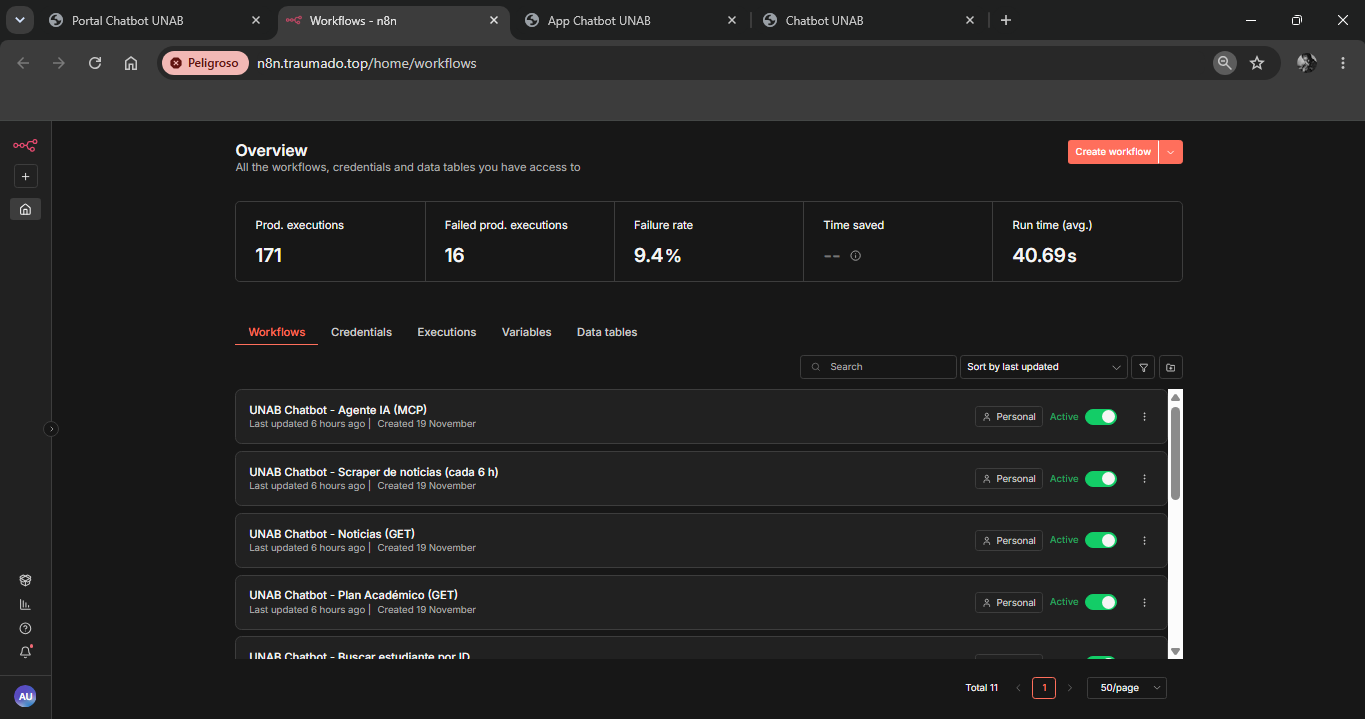 Portal Chatbot UNAB
Workflows - n8n
App Chatbot UNAB
Chatbot UNAB
Peligroso
n8n.traumado.top/home/workflows
Overview
All the workflows, credentials and data tables you have access to
Create workflow
Prod. executions
171
Failed prod. executions
16
Failure rate
9.4%
Time saved
--
Run time (avg.)
40.69s
Workflows
Credentials
Executions
Variables
Data tables
Search
Sort by last updated
UNAB Chatbot - Agente IA (MCP)
Last updated 6 hours ago | Created 19 November
Personal
Active
UNAB Chatbot - Scraper de noticias (cada 6 h)
Last updated 6 hours ago | Created 19 November
Personal
Active
UNAB Chatbot - Noticias (GET)
Last updated 6 hours ago | Created 19 November
Personal
Active
UNAB Chatbot - Plan Académico (GET)
Last updated 6 hours ago | Created 19 November
Personal
Active
UNAB Chatbot - Buscar estudiante por ID
Total 11
1
50/page
AU